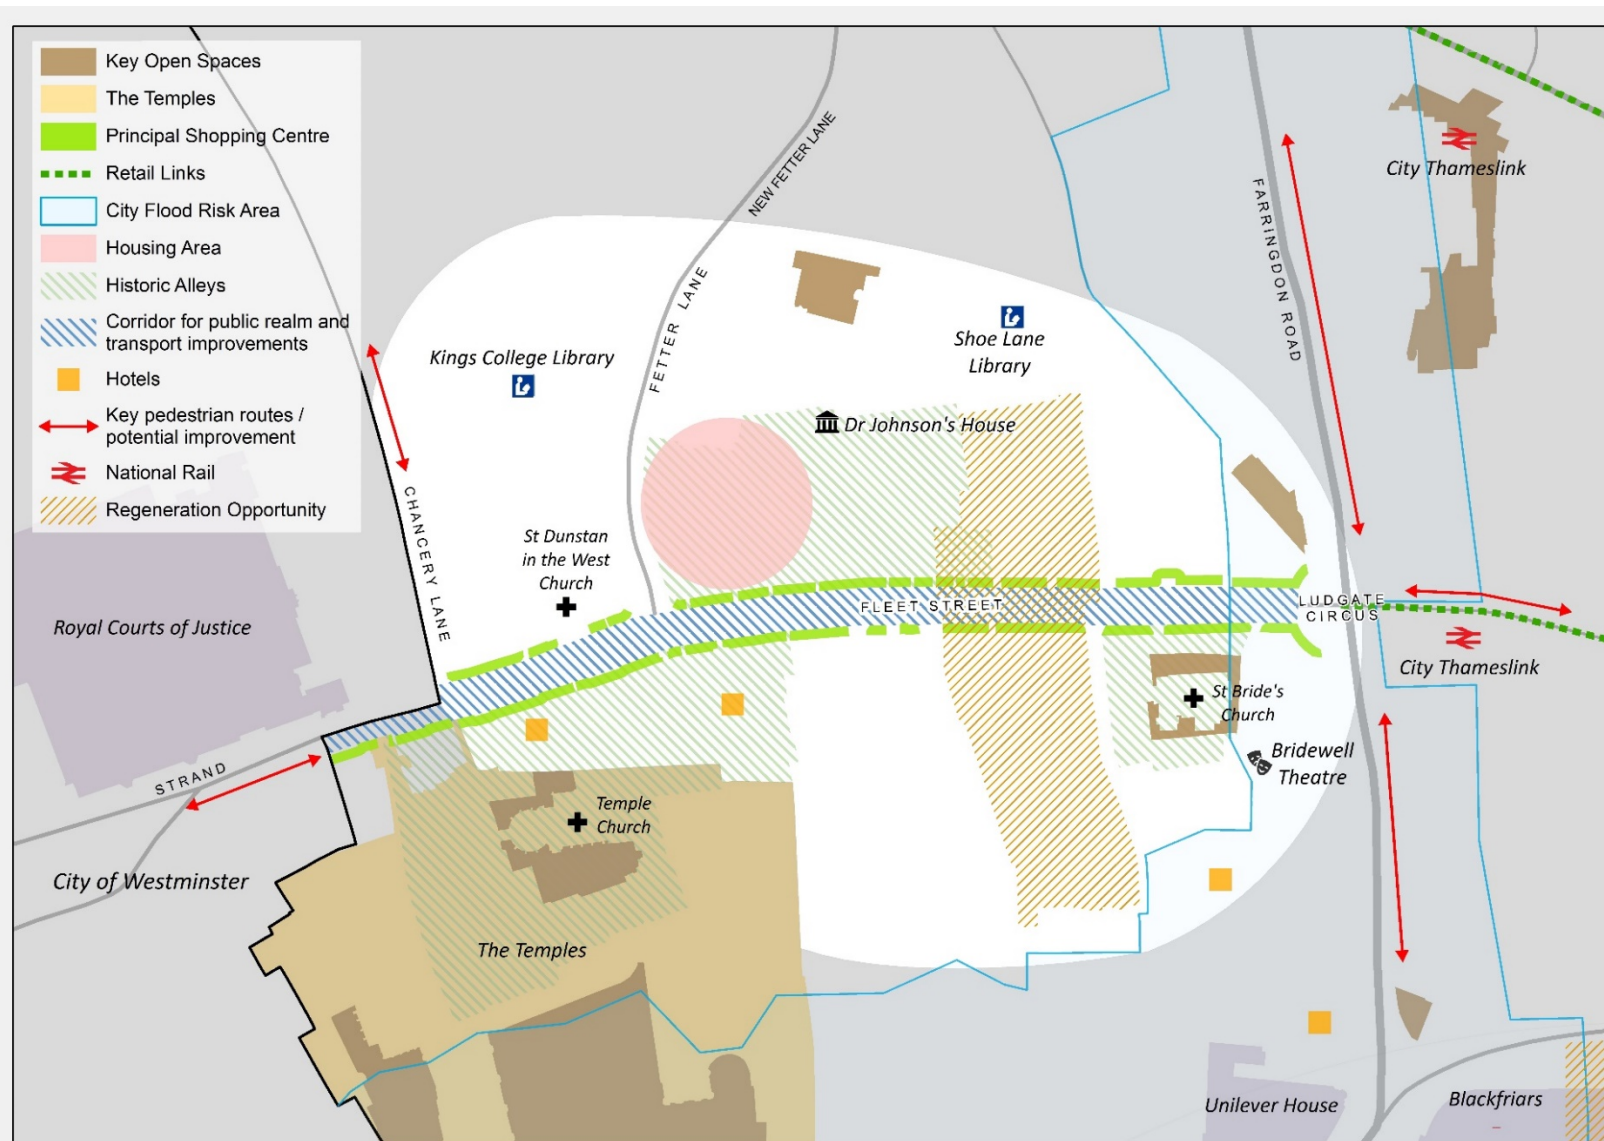 Key Open Spaces
The Temples
Principal Shopping Centre
Retail Links
City Flood Risk Area
Housing Area
Historic Alleys
Corridor for public realm and
transport improvements
Hotels
Key pedestrian routes /
potential improvement
National Rail
Regeneration Opportunity
NEW FETTER LANE
City Thameslink
FARRINGDON ROAD
FETTER LANE
Kings College Library
Shoe Lane
Library
Dr Johnson's House
CHANCERY LANE
St Dunstan
in the West
Church
FLEET STREET
LUDGATE
CIRCUS
Royal Courts of Justice
City Thameslink
St Bride's
Church
Bridewell
Theatre
STRAND
Temple
Church
City of Westminster
The Temples
Unilever House
Blackfriars